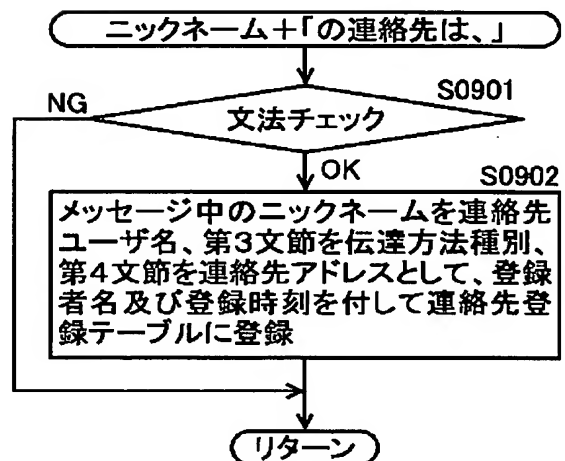 ニックネーム+「の連絡先は、」
S0901
NG
文法チェック
OK
S0902
メッセージ中のニックネームを連絡先
ユーザ名、第3文節を伝達方法種別、
第4文節を連絡先アドレスとして、登録
者名及び登録時刻を付して連絡先登
録テーブルに登録
リターン